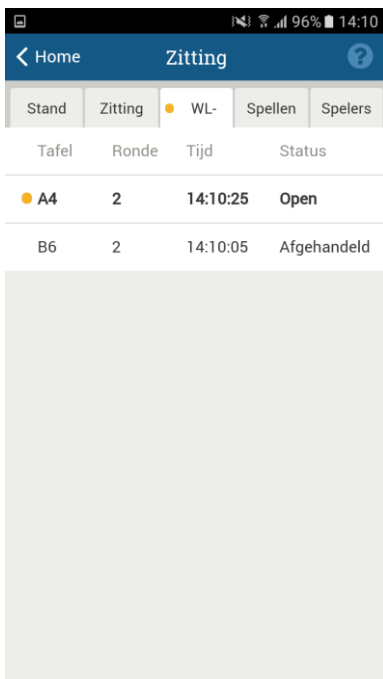 96% 14:10
Home Zitting ?
Stand Zitting WL- Spellen Spelers
Tafel Ronde Tijd Status
A4 2 14:10:25 Open
B6 2 14:10:05 Afgehandeld